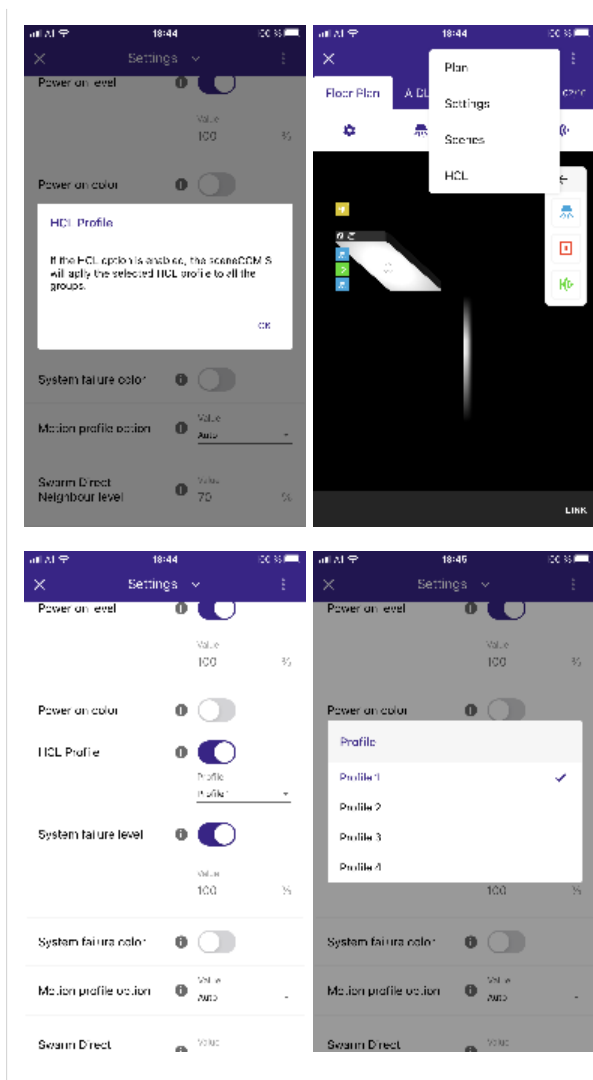 18:44
Settings
Power on level
Value
100 %
Power on color
HCL Profile
If the HCL option is enabled, the sceneCOM S
will apply the selected HCL profile to all the
groups.
OK
System failure color
Motion profile option
Value
Auto
Swarm Direct
Neighbour level
Value
70 %
18:44
Plan
Settings
Scenes
HCL
Floor Plan
LINK
18:44
Settings
Power on level
Value
100 %
Power on color
HCL Profile
Profile
Profile 1
System failure level
Value
100 %
System failure color
Motion profile option
Value
Auto
Swarm Direct
Value
18:45
Settings
Power on level
Value
100 %
Power on color
Profile
Profile 1
Profile 2
Profile 3
Profile 4
100 %
System failure color
Motion profile option
Value
Auto
Swarm Direct
Value